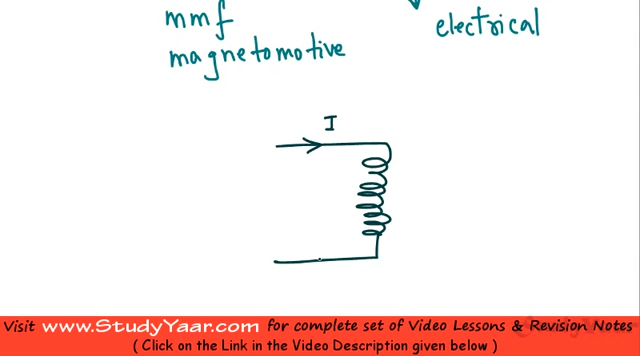 mmf
magnetomotive
electrical
I
Visit www.StudyYaar.com for complete set of Video Lessons & Revision Notes
( Click on the Link in the Video Description given below )